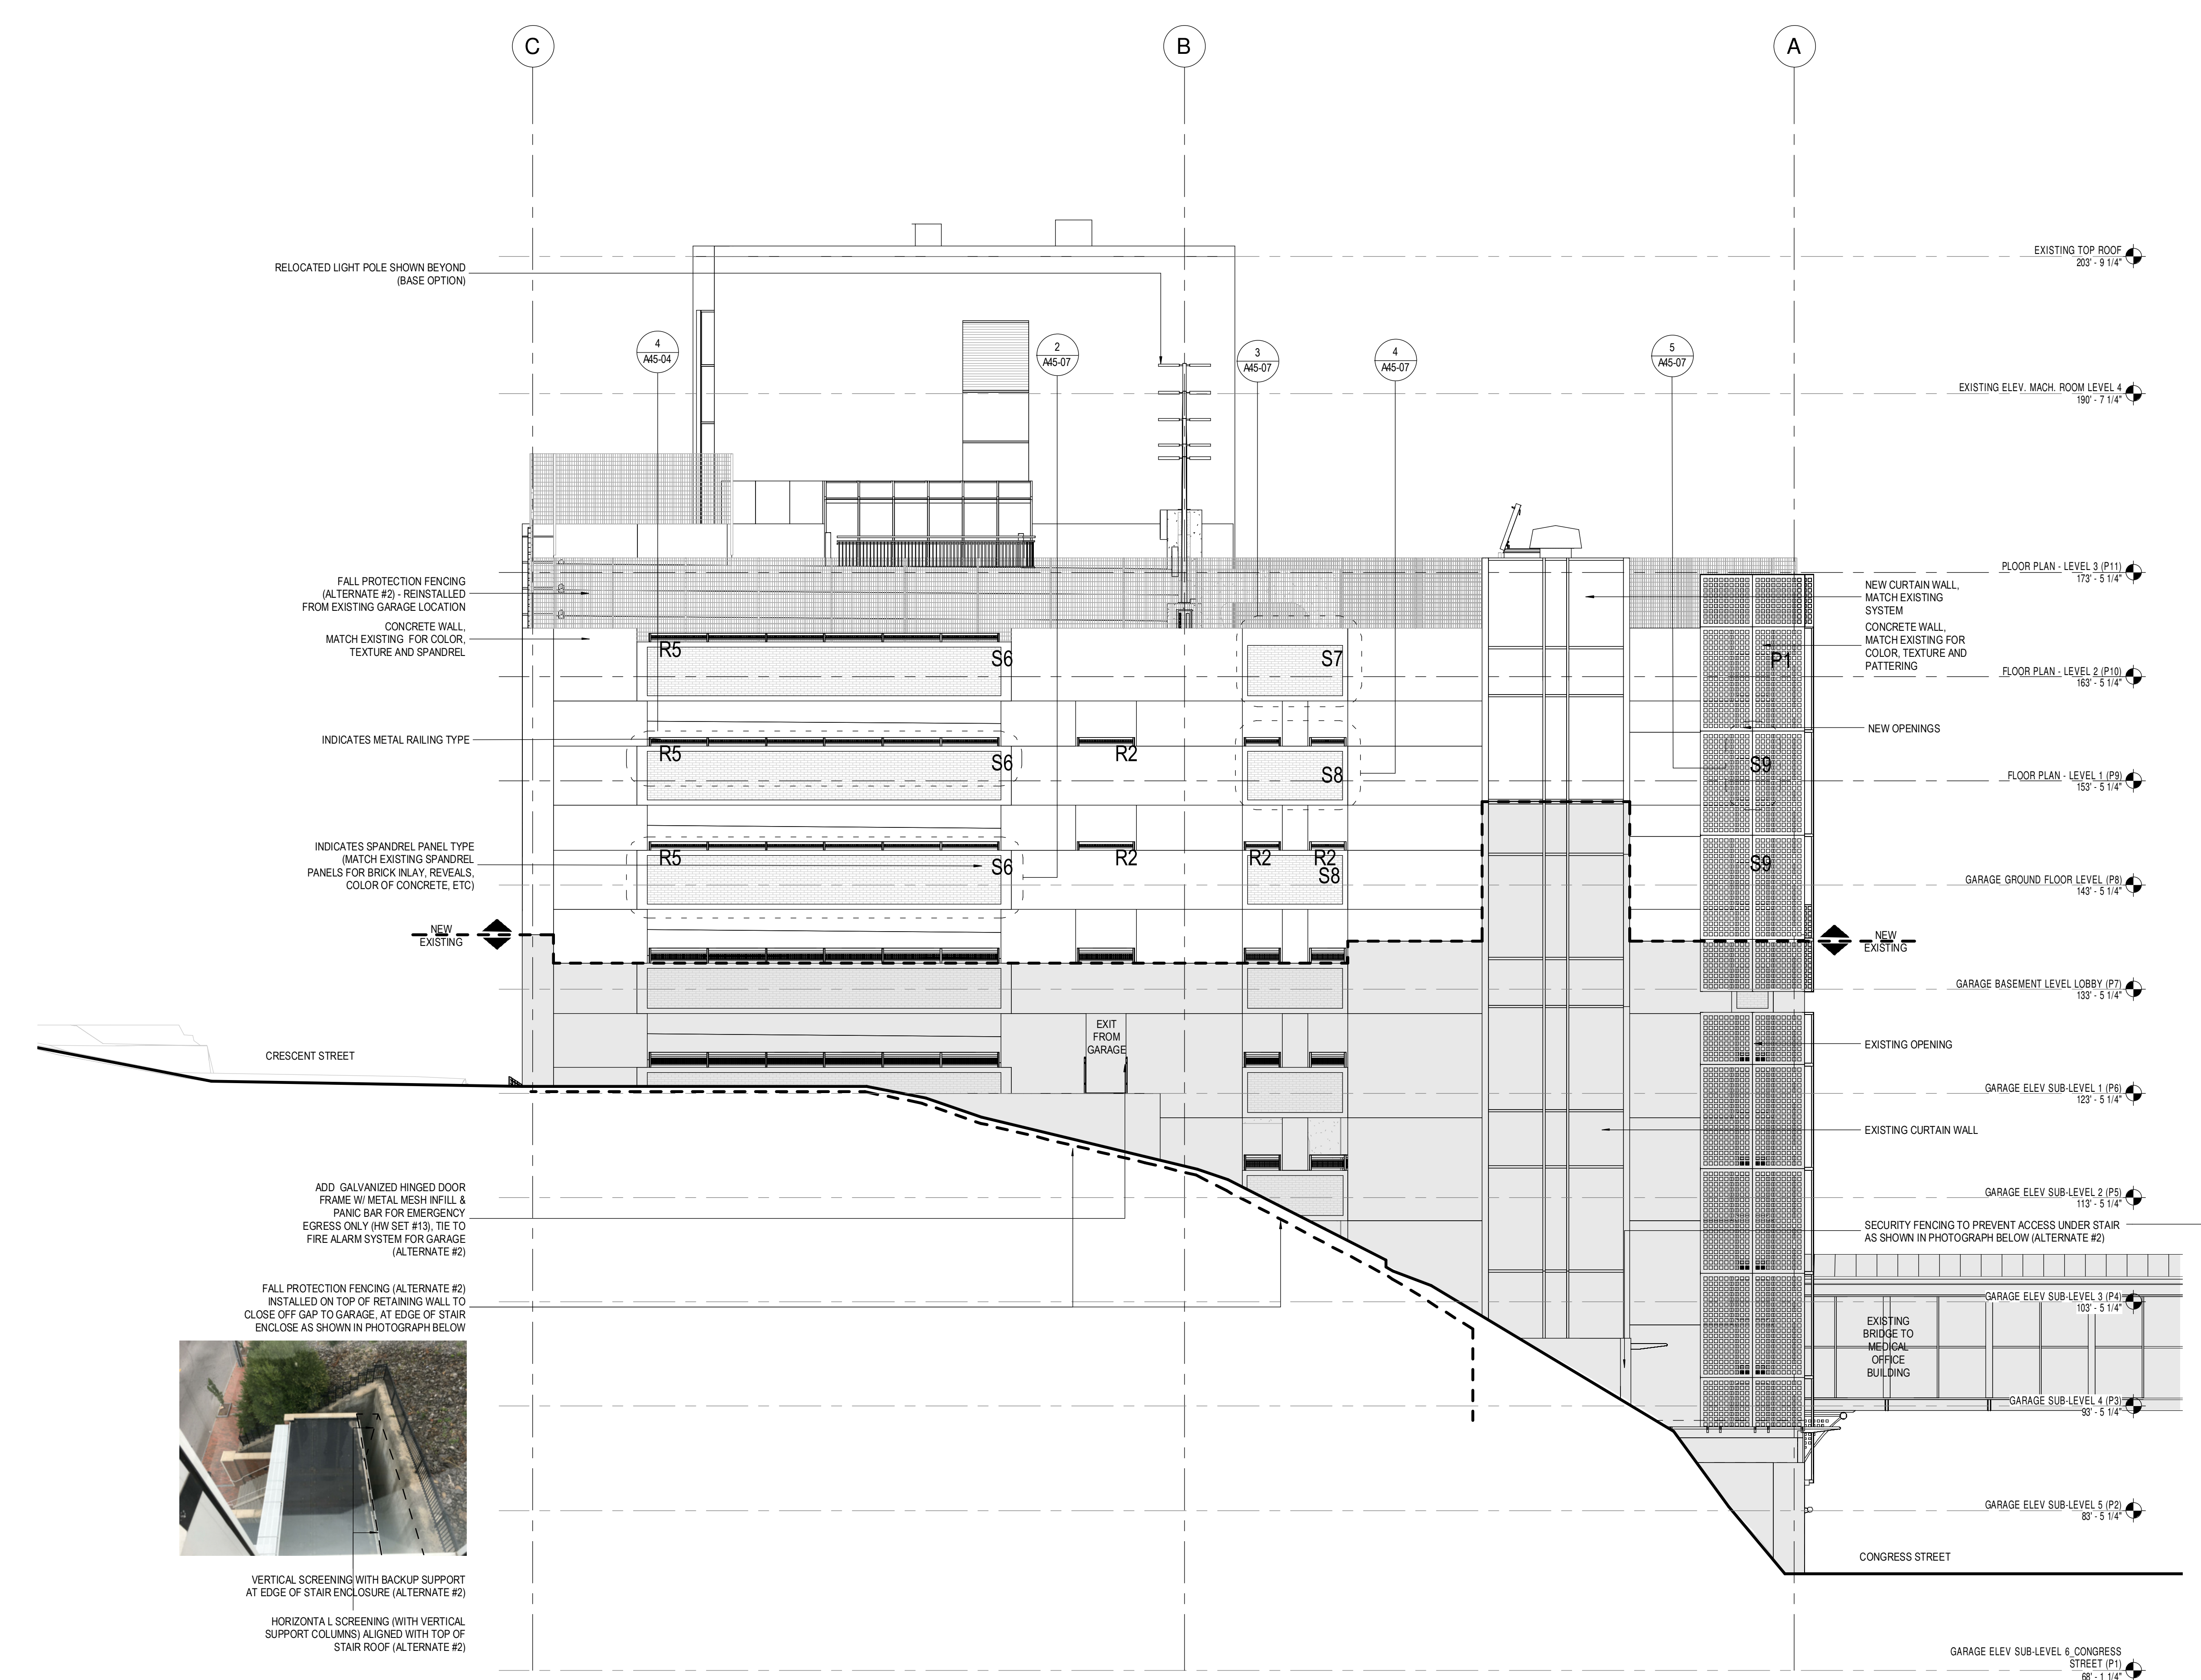 C
B
A
EXISTING TOP ROOF
203' - 9 1/4"
RELOCATED LIGHT POLE SHOWN BEYOND
(BASE OPTION)
4
A45-04
2
A45-07
3
A45-07
4
A45-07
5
A45-07
EXISTING ELEV. MACH. ROOM LEVEL 4
190' - 7 1/4"
PLOOR PLAN - LEVEL 3 (P11)
173' - 5 1/4"
FALL PROTECTION FENCING
(ALTERNATE #2) - REINSTALLED
FROM EXISTING GARAGE LOCATION
CONCRETE WALL,
MATCH EXISTING FOR COLOR,
TEXTURE AND SPANDREL
NEW CURTAIN WALL,
MATCH EXISTING
SYSTEM
CONCRETE WALL,
MATCH EXISTING FOR
COLOR, TEXTURE AND
PATTERING
R5
S6
S7
P1
FLOOR PLAN - LEVEL 2 (P10)
163' - 5 1/4"
NEW OPENINGS
INDICATES METAL RAILING TYPE
R5
S6
R2
S8
S9
FLOOR PLAN - LEVEL 1 (P9)
153' - 5 1/4"
INDICATES SPANDREL PANEL TYPE
(MATCH EXISTING SPANDREL
PANELS FOR BRICK INLAY, REVEALS,
COLOR OF CONCRETE, ETC)
R5
S6
R2
R2
R2
S8
S9
GARAGE GROUND FLOOR LEVEL (P8)
143' - 5 1/4"
NEW
EXISTING
NEW
EXISTING
GARAGE BASEMENT LEVEL LOBBY (P7)
133' - 5 1/4"
EXIT
FROM
GARAGE
CRESCENT STREET
EXISTING OPENING
GARAGE ELEV SUB-LEVEL 1 (P6)
123' - 5 1/4"
EXISTING CURTAIN WALL
ADD GALVANIZED HINGED DOOR
FRAME W/ METAL MESH INFILL &
PANIC BAR FOR EMERGENCY
EGRESS ONLY (HW SET #13), TIE TO
FIRE ALARM SYSTEM FOR GARAGE
(ALTERNATE #2)
GARAGE ELEV SUB-LEVEL 2 (P5)
113' - 5 1/4"
SECURITY FENCING TO PREVENT ACCESS UNDER STAIR
AS SHOWN IN PHOTOGRAPH BELOW (ALTERNATE #2)
FALL PROTECTION FENCING (ALTERNATE #2)
INSTALLED ON TOP OF RETAINING WALL TO
CLOSE OFF GAP TO GARAGE, AT EDGE OF STAIR
ENCLOSE AS SHOWN IN PHOTOGRAPH BELOW
GARAGE ELEV SUB-LEVEL 3 (P4)
103' - 5 1/4"
EXISTING
BRIDGE TO
MEDICAL
OFFICE
BUILDING
GARAGE SUB-LEVEL 4 (P3)
93' - 5 1/4"
GARAGE ELEV SUB-LEVEL 5 (P2)
83' - 5 1/4"
CONGRESS STREET
VERTICAL SCREENING WITH BACKUP SUPPORT
AT EDGE OF STAIR ENCLOSURE (ALTERNATE #2)
HORIZONTA L SCREENING (WITH VERTICAL
SUPPORT COLUMNS) ALIGNED WITH TOP OF
STAIR ROOF (ALTERNATE #2)
GARAGE ELEV SUB-LEVEL 6_CONGRESS
STREET (P1)
68' - 1 1/4"